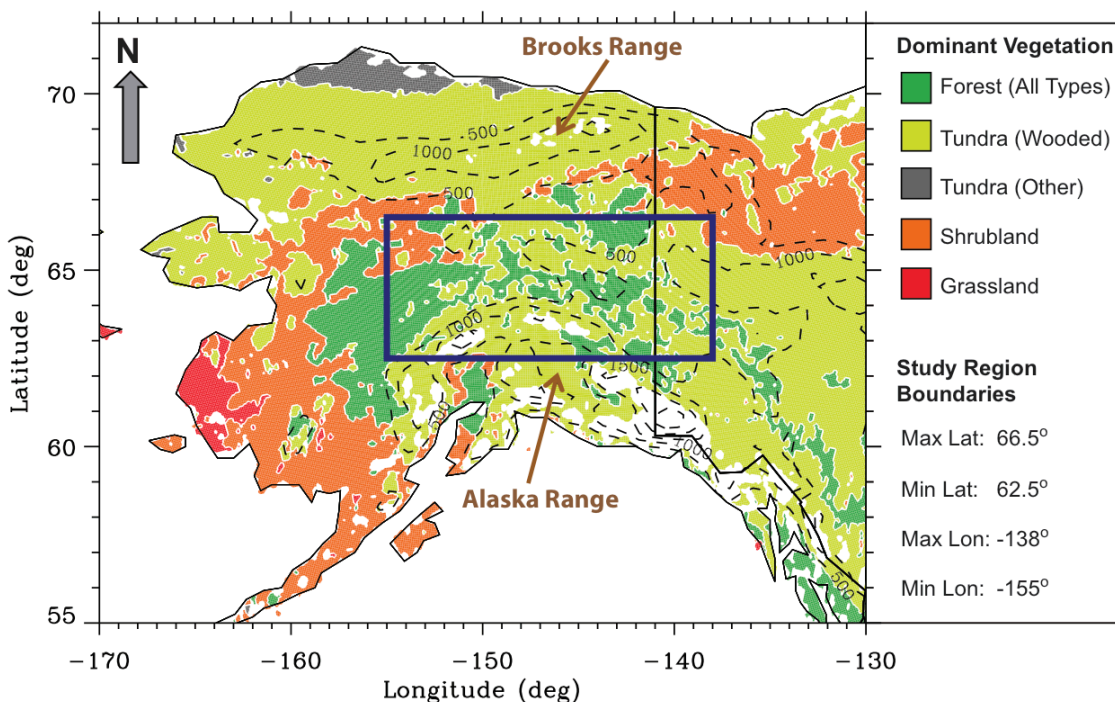 Brooks Range
N
70
65
60
55
Latitude (deg)
500
1000
500
500
1000
1000
1500
500
1000
500
Alaska Range
-170
-160
-150
-140
-130
Longitude (deg)
Dominant Vegetation
Forest (All Types)
Tundra (Wooded)
Tundra (Other)
Shrubland
Grassland
Study Region
Boundaries
Max Lat: 66.5°
Min Lat: 62.5°
Max Lon: -138°
Min Lon: -155°